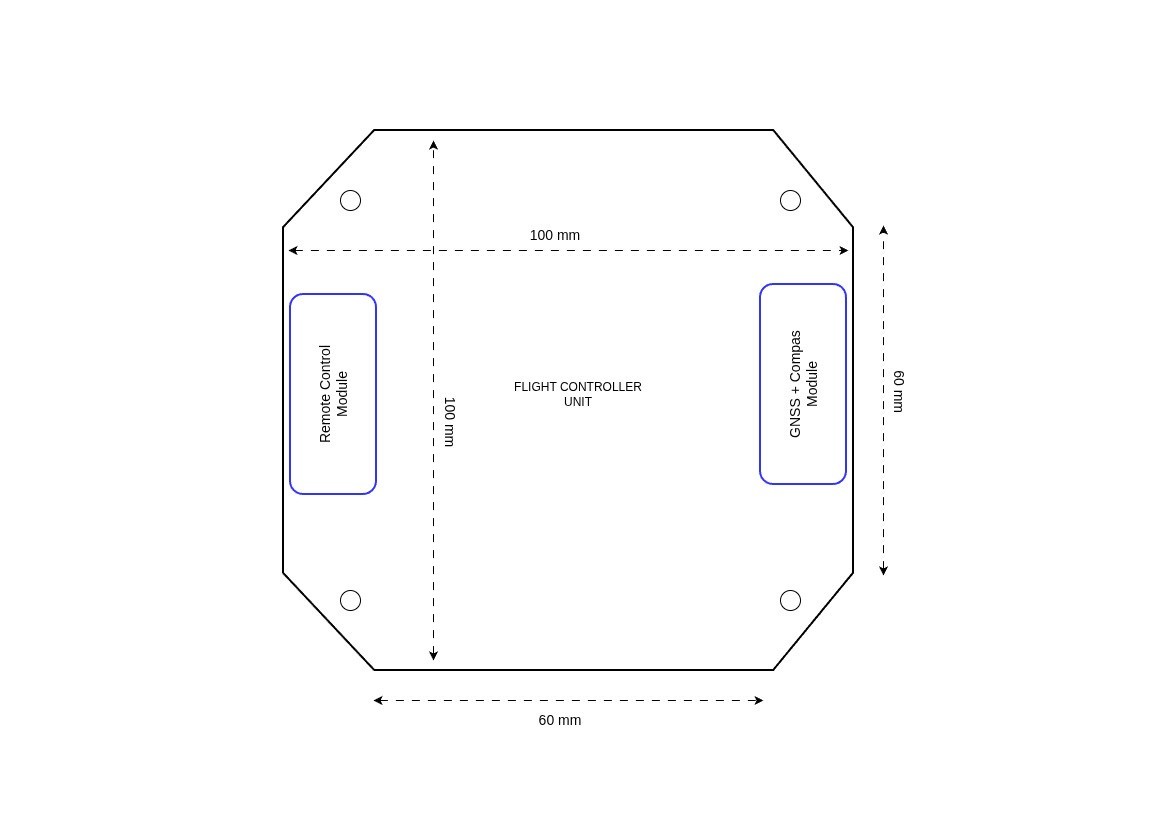 100 mm
Remote Control
Module
FLIGHT CONTROLLER
UNIT
100 mm
GNSS + Compas
Module
60 mm
60 mm